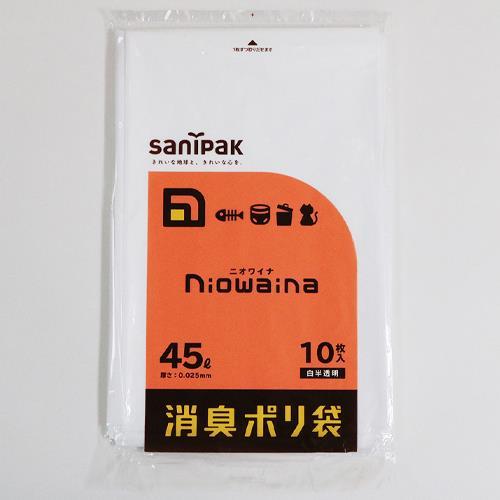 1枚ずつ取り出せます
sanipak
きれいな地球と、きれいな心を。
ニオワイナ
niowaina
45ℓ
厚さ:0.025mm
10枚入
白半透明
消臭ポリ袋